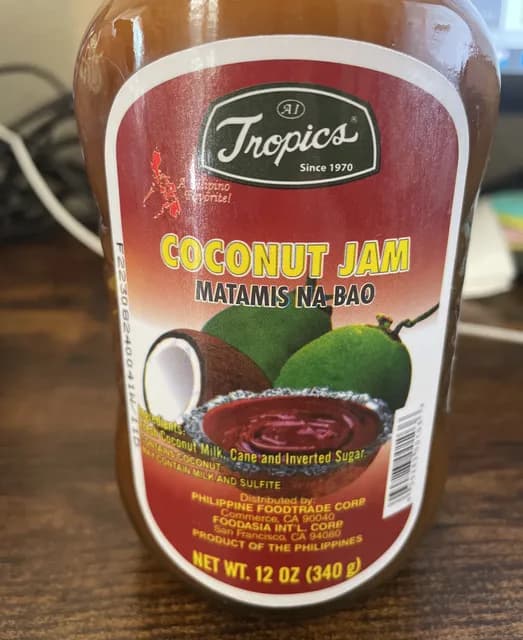 AI
Tropics®
Since 1970
A Filipino
Favorite!
COCONUT JAM
MATAMIS NA BAO
Ingredients:
Coconut Milk, Cane and Inverted Sugar.
CONTAINS COCONUT.
MAY CONTAIN MILK AND SULFITE
Distributed by:
PHILIPPINE FOODTRADE CORP
Commerce, CA 90040
FOODASIA INT'L. CORP
San Francisco, CA 94080
PRODUCT OF THE PHILIPPINES
NET WT. 12 OZ (340 g)